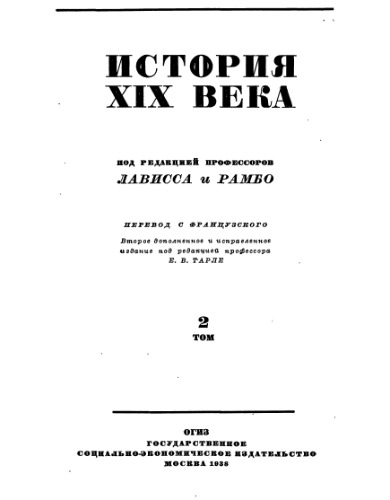 ИСТОРИЯ
XIX ВЕКА
ПОД РЕДАКЦИЕЙ ПРОФЕССОРОВ
ЛАВИССА и РАМБО
ПЕРЕВОД С ФРАНЦУЗСКОГО
Второе дополненное и исправленное
издание под редакцией профессора
Е. В. ТАРЛЕ
2
ТОМ
ОГИЗ
ГОСУДАРСТВЕННОЕ
СОЦИАЛЬНО-ЭКОНОМИЧЕСКОЕ ИЗДАТЕЛЬСТВО
МОСКВА 1938